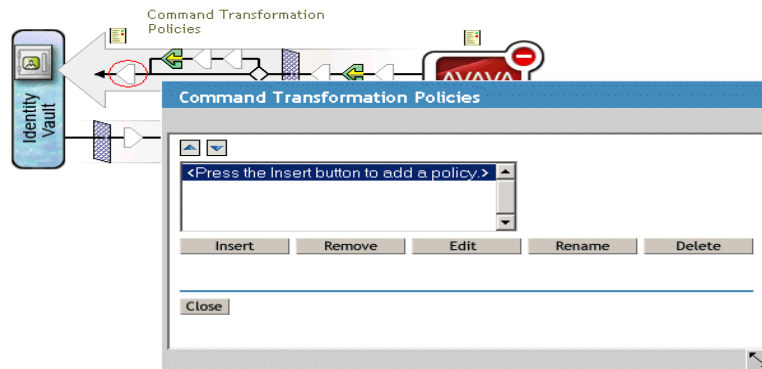 Command Transformation
Policies
Identity
Vault
AVAYA
Command Transformation Policies
<Press the Insert button to add a policy.>
Insert Remove Edit Rename Delete
Close